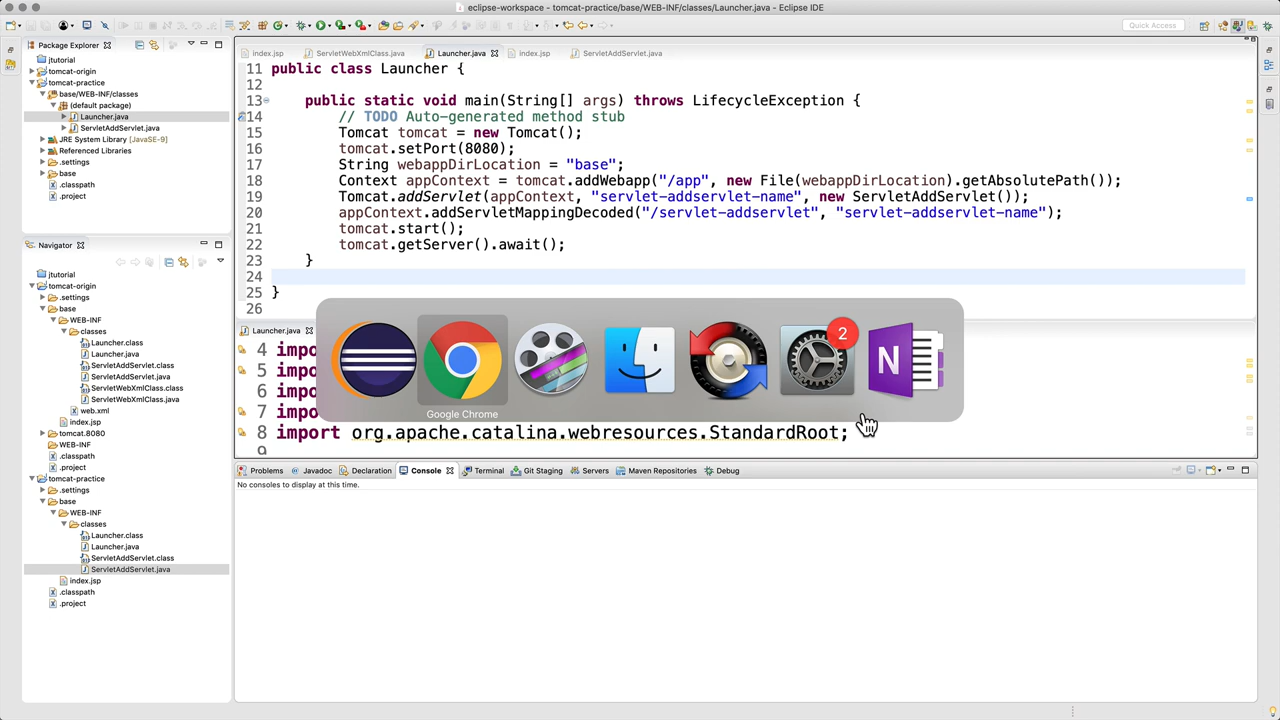 eclipse-workspace - tomcat-practice/base/WEB-INF/classes/Launcher.java - Eclipse IDE
Quick Access
Package Explorer
jtutorial
tomcat-origin
tomcat-practice
base/WEB-INF/classes
(default package)
Launcher.java
ServletAddServlet.java
JRE System Library [JavaSE-9]
Referenced Libraries
.settings
base
.classpath
.project
Navigator
jtutorial
tomcat-origin
.settings
base
WEB-INF
classes
Launcher.class
Launcher.java
ServletAddServlet.class
ServletAddServlet.java
ServletWebXmlClass.class
ServletWebXmlClass.java
web.xml
index.jsp
tomcat.8080
WEB-INF
.classpath
.project
tomcat-practice
.settings
base
WEB-INF
classes
Launcher.class
Launcher.java
ServletAddServlet.class
ServletAddServlet.java
index.jsp
.classpath
.project
index.jsp ServletWebXmlClass.java Launcher.java index.jsp ServletAddServlet.java
11 public class Launcher {
12
13 public static void main(String[] args) throws LifecycleException {
14 // TODO Auto-generated method stub
15 Tomcat tomcat = new Tomcat();
16 tomcat.setPort(8080);
17 String webappDirLocation = "base";
18 Context appContext = tomcat.addWebapp("/app", new File(webappDirLocation).getAbsolutePath());
19 Tomcat.addServlet(appContext, "servlet-addservlet-name", new ServletAddServlet());
20 appContext.addServletMappingDecoded("/servlet-addservlet", "servlet-addservlet-name");
21 tomcat.start();
22 tomcat.getServer().await();
23 }
24
25 }
26
Launcher.java
4 impo
5 impo
6 impo
7 impo
8 import org.apache.catalina.webresources.StandardRoot;
9
2
N
Google Chrome
Problems Javadoc Declaration Console Terminal Git Staging Servers Maven Repositories Debug
No consoles to display at this time.